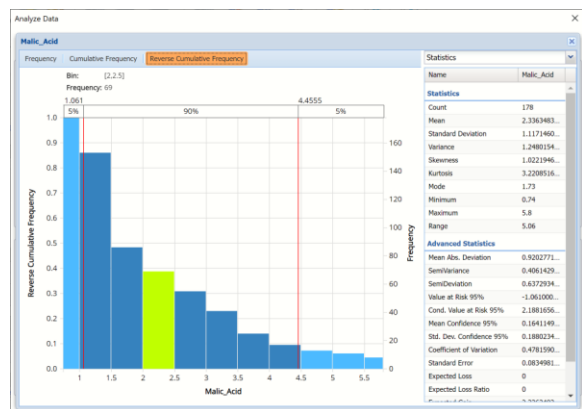 Analyze Data
Malic_Acid
Frequency Cumulative Frequency Reverse Cumulative Frequency
Bin: [2,2.5]
Frequency: 69
1.061 4.4555
5% 90% 5%
1.0
0.9
0.8
0.7
0.6
0.5
0.4
0.3
0.2
0.1
0.0
Reverse Cumulative Frequency
160
140
120
100
80
60
40
20
0
Frequency
1 1.5 2 2.5 3 3.5 4 4.5 5 5.5
Malic_Acid
Statistics
Name Malic_Acid
Statistics
Count 178
Mean 2.3363483...
Standard Deviation 1.1171460...
Variance 1.2480154...
Skewness 1.0221946...
Kurtosis 3.2208516...
Mode 1.73
Minimum 0.74
Maximum 5.8
Range 5.06
Advanced Statistics
Mean Abs. Deviation 0.9202771...
SemiVariance 0.4061429...
SemiDeviation 0.6372934...
Value at Risk 95% -1.061000...
Cond. Value at Risk 95% 2.1881656...
Mean Confidence 95% 0.1641149...
Std. Dev. Confidence 95% 0.1880234...
Coefficient of Variation 0.4781590...
Standard Error 0.0834981...
Expected Loss 0
Expected Loss Ratio 0